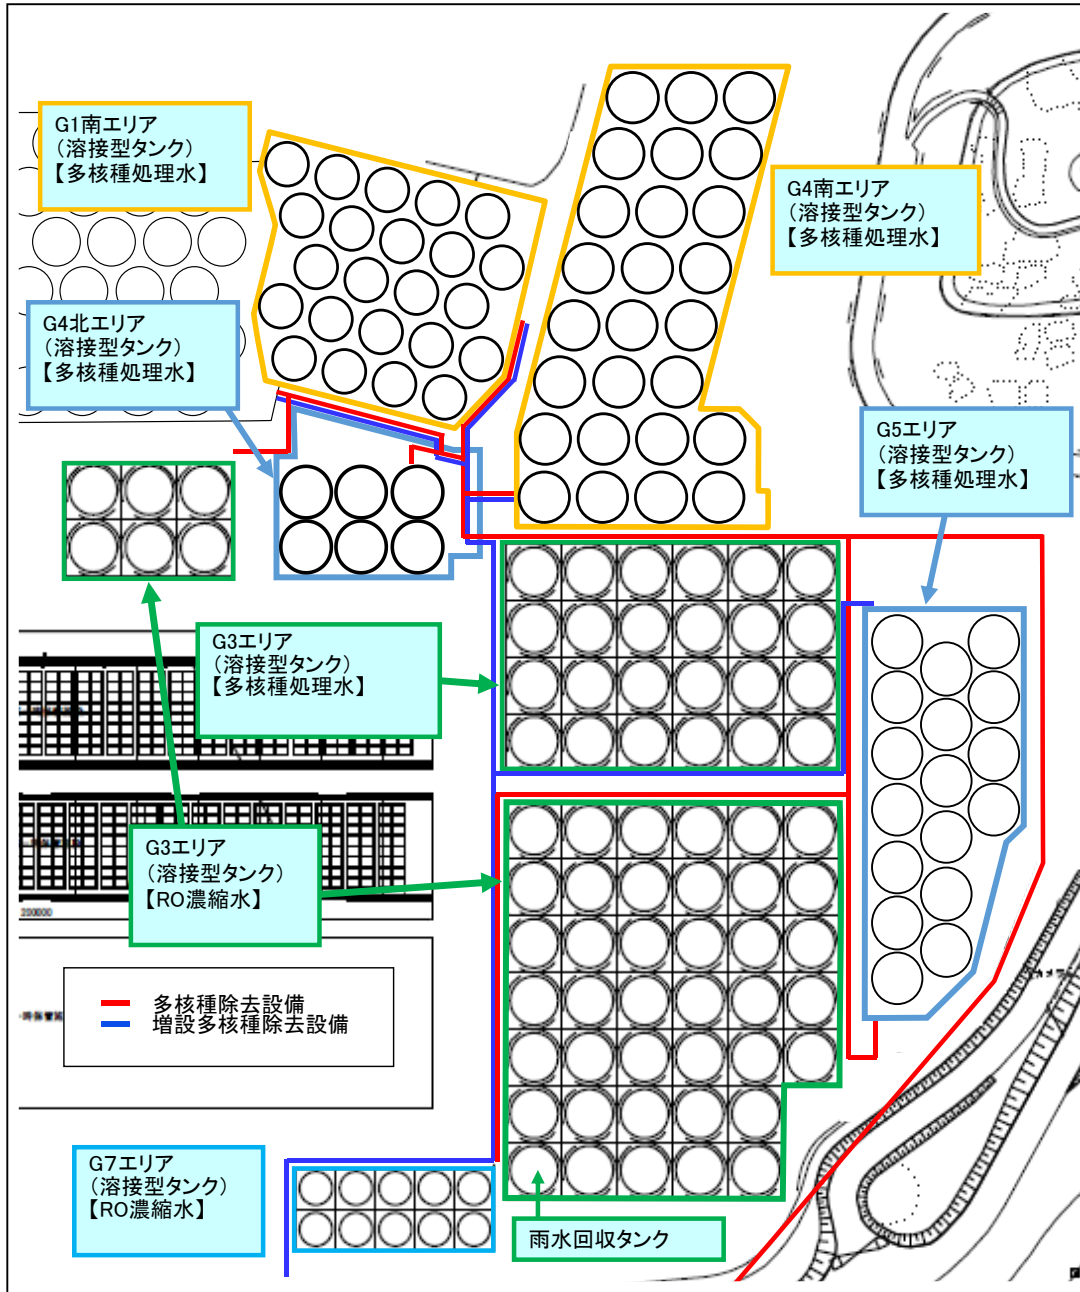 G1南エリア
(溶接型タンク)
【多核種処理水】
G4南エリア
(溶接型タンク)
【多核種処理水】
G4北エリア
(溶接型タンク)
【多核種処理水】
G5エリア
(溶接型タンク)
【多核種処理水】
G3エリア
(溶接型タンク)
【多核種処理水】
G3エリア
(溶接型タンク)
【RO濃縮水】
200000
多核種除去設備
増設多核種除去設備
G7エリア
(溶接型タンク)
【RO濃縮水】
雨水回収タンク